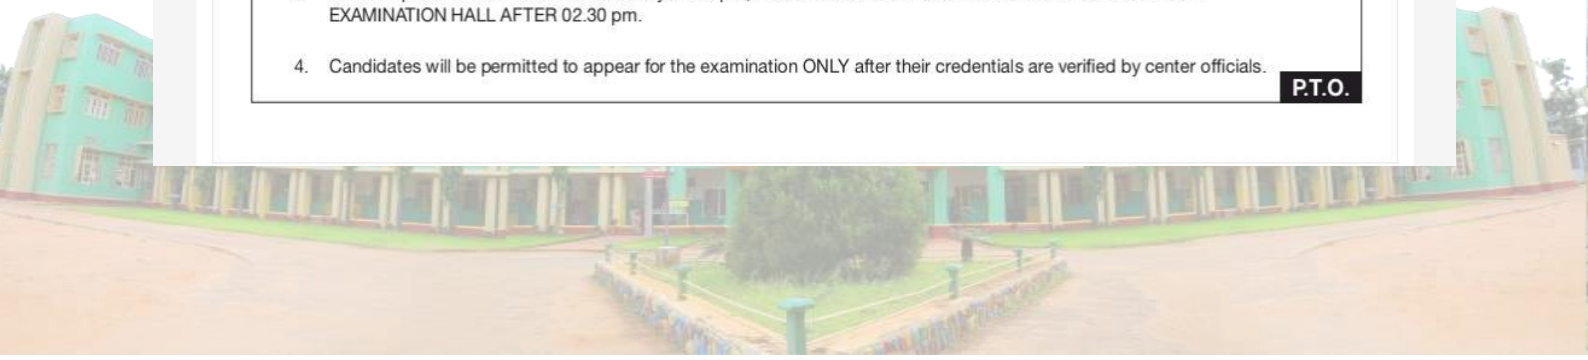 EXAMINATION HALL AFTER 02.30 pm.
4. Candidates will be permitted to appear for the examination ONLY after their credentials are verified by center officials.
P.T.O.